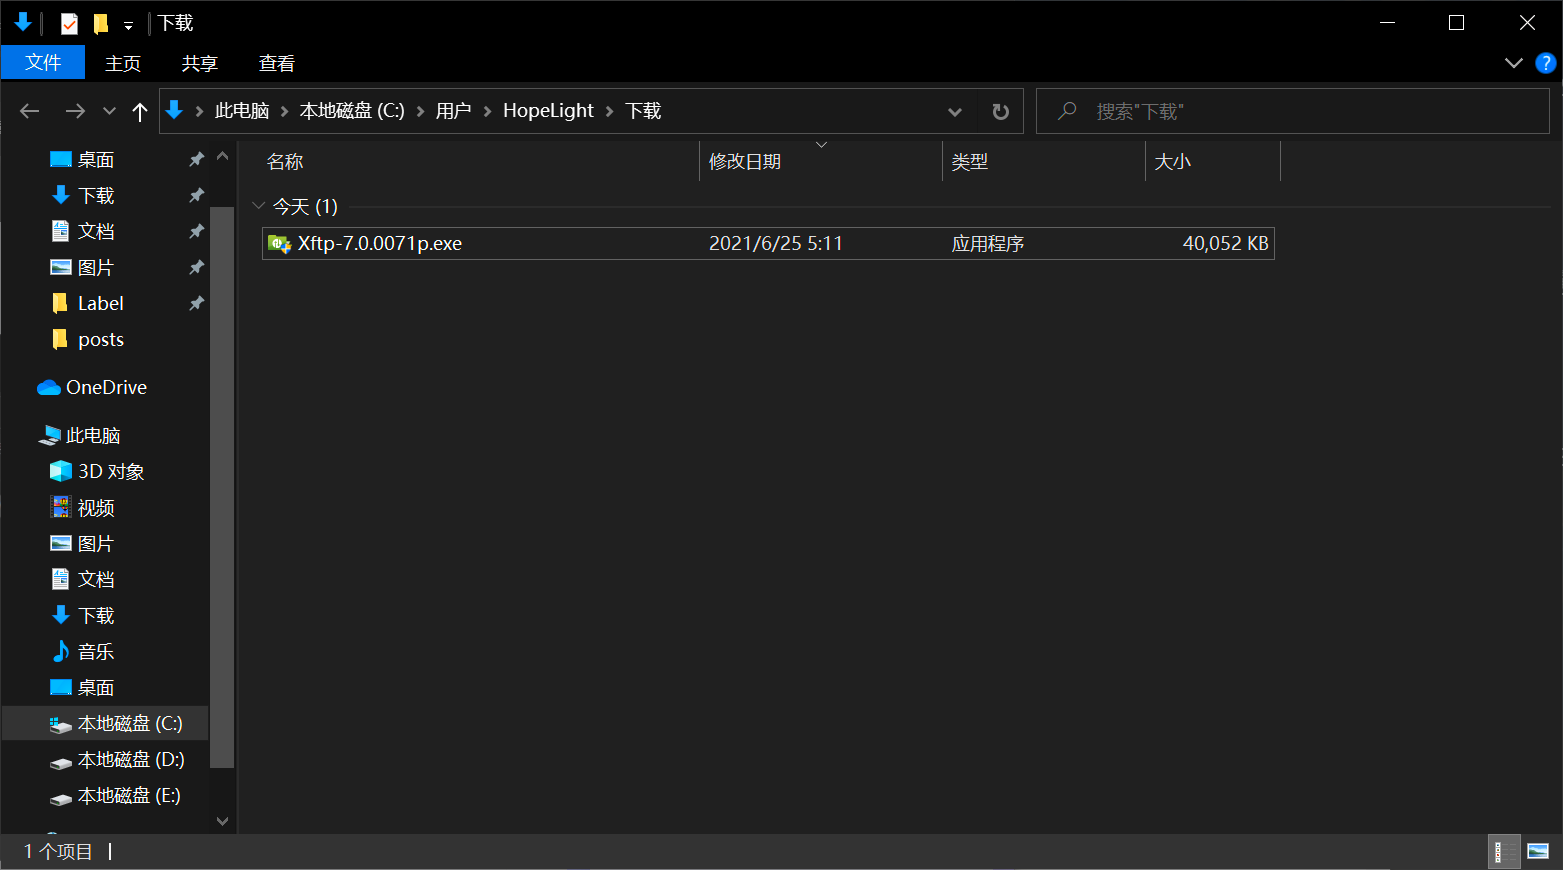 下载
文件 主页 共享 查看 ?
此电脑 本地磁盘 (C:) 用户 HopeLight 下载 搜索"下载"
名称 修改日期 类型 大小
今天 (1)
Xftp-7.0.0071p.exe 2021/6/25 5:11 应用程序 40,052 KB
桌面
下载
文档
图片
Label
posts
OneDrive
此电脑
3D 对象
视频
图片
文档
下载
音乐
桌面
本地磁盘 (C:)
本地磁盘 (D:)
本地磁盘 (E:)
1 个项目